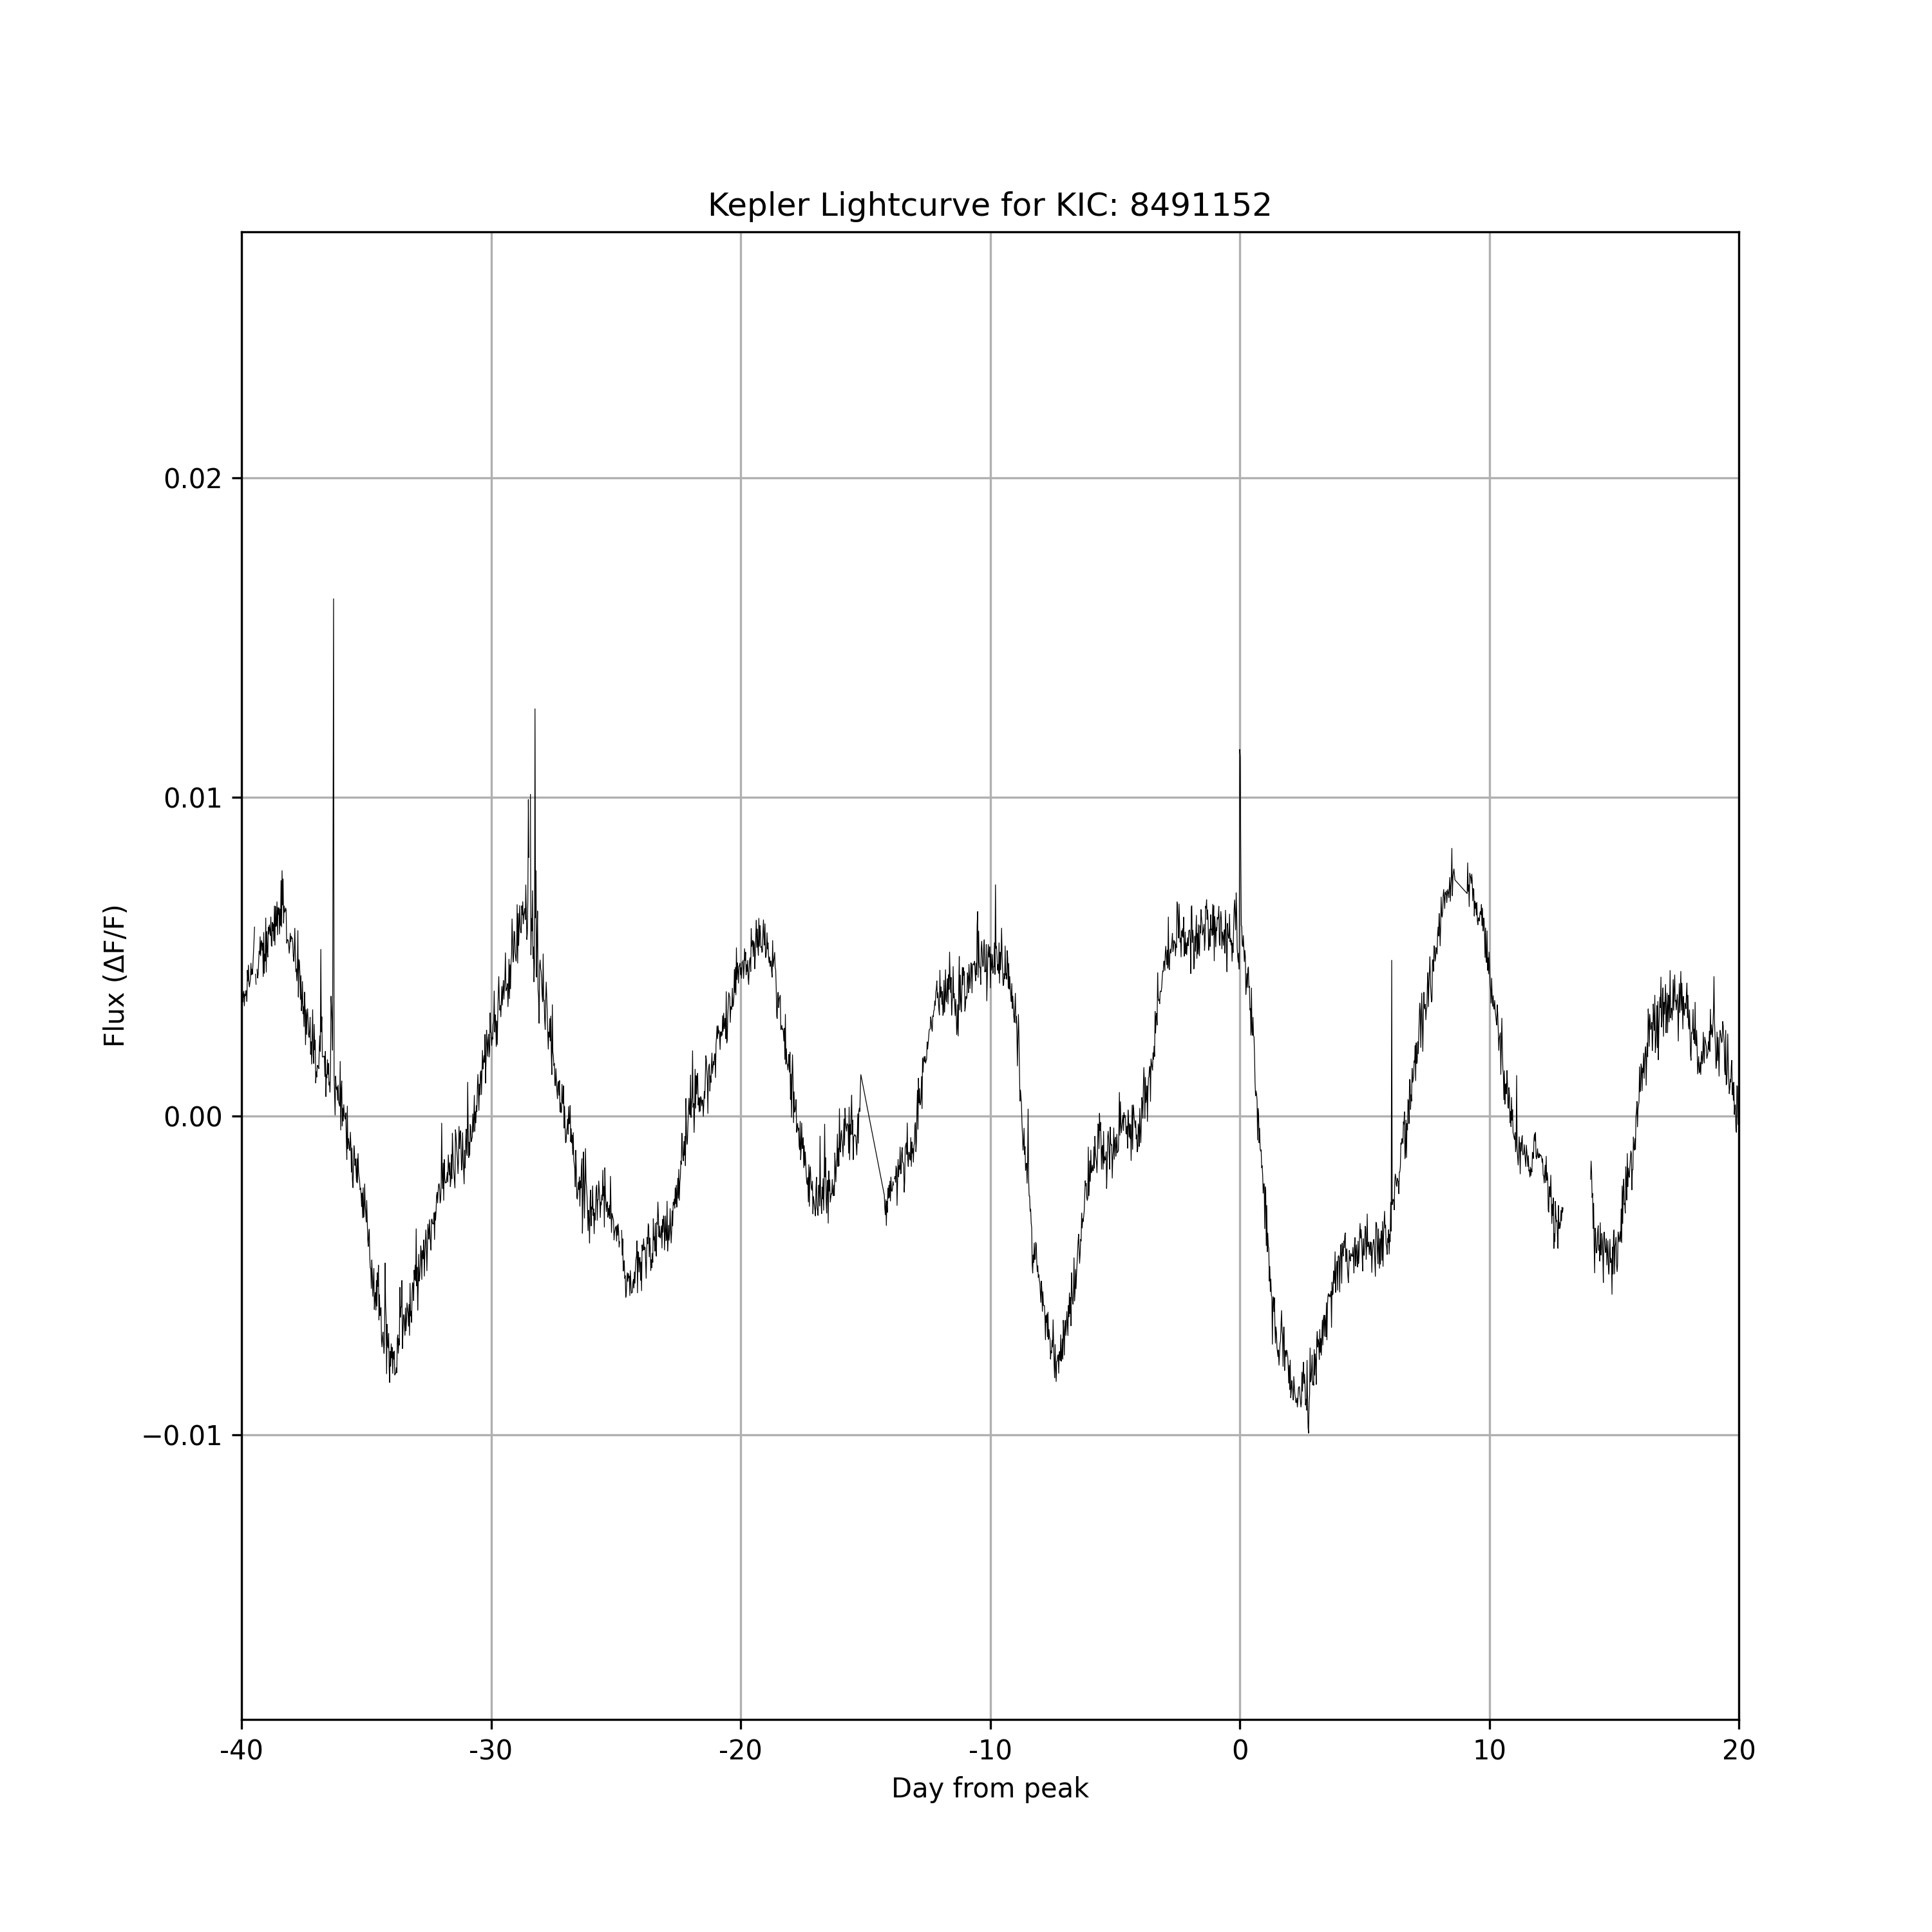 Kepler Lightcurve for KIC: 8491152
Flux (ΔF/F)
0.02
0.01
0.00
−0.01
-40 -30 -20 -10 0 10 20
Day from peak